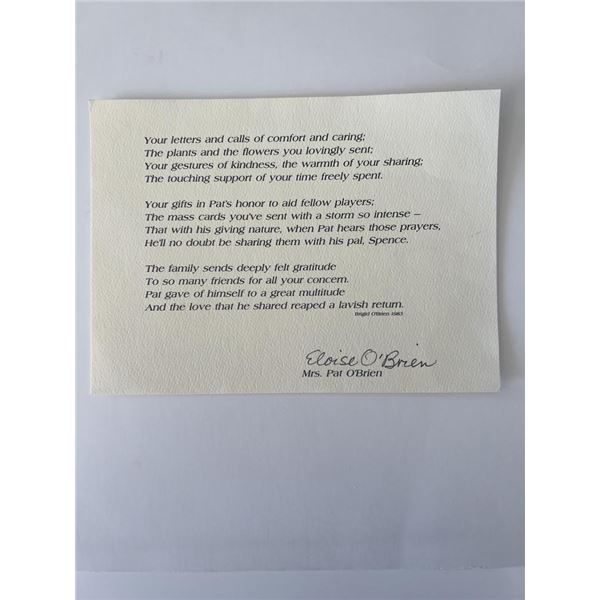 Your letters and calls of comfort and caring;
The plants and the flowers you lovingly sent;
Your gestures of kindness, the warmth of your sharing;
The touching support of your time freely spent.
Your gifts in Pat's honor to aid fellow players;
The mass cards you've sent with a storm so intense –
That with his giving nature, when Pat hears those prayers,
He'll no doubt be sharing them with his pal, Spence.
The family sends deeply felt gratitude
To so many friends for all your concern.
Pat gave of himself to a great multitude
And the love that he shared reaped a lavish return.
Brigid O'Brien 1983
Eloise O'Brien
Mrs. Pat O'Brien